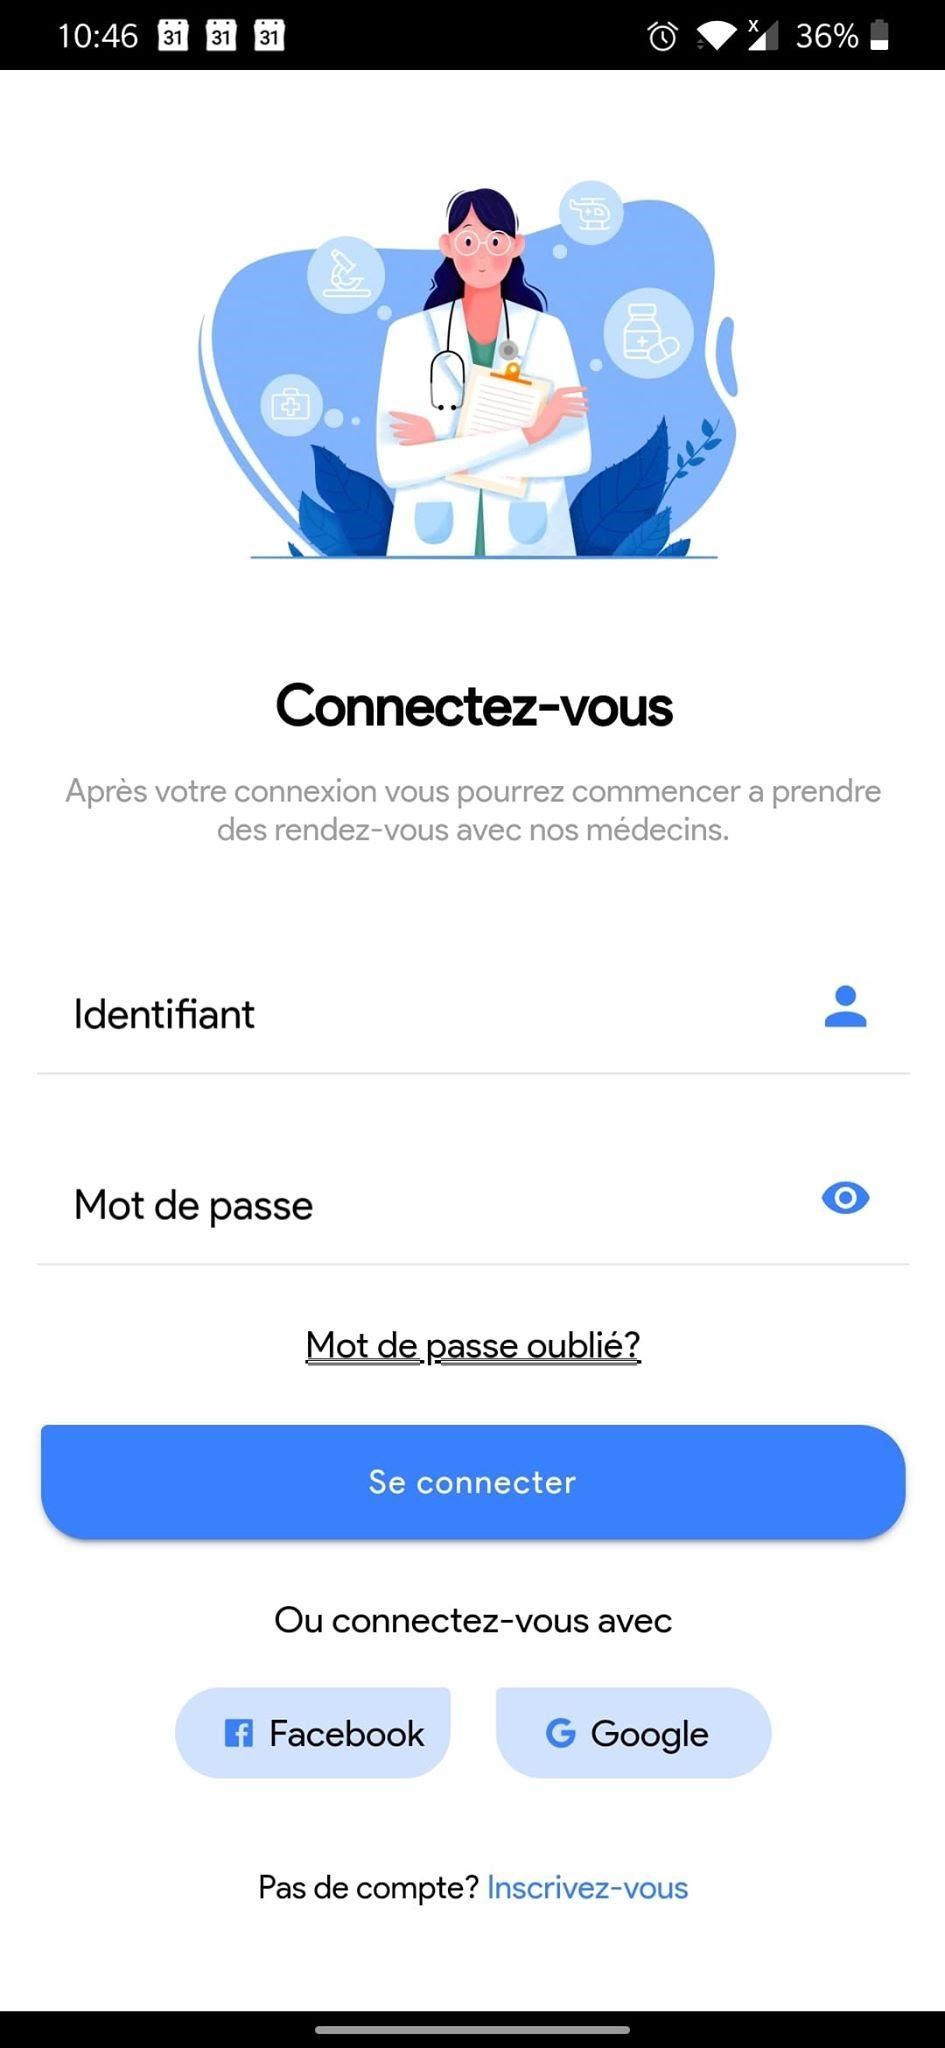 10:46 31 31 31 x 36%
Connectez-vous
Après votre connexion vous pourrez commencer a prendre
des rendez-vous avec nos médecins.
Identifiant
Mot de passe
Mot de passe oublié?
Se connecter
Ou connectez-vous avec
Facebook Google
Pas de compte? Inscrivez-vous